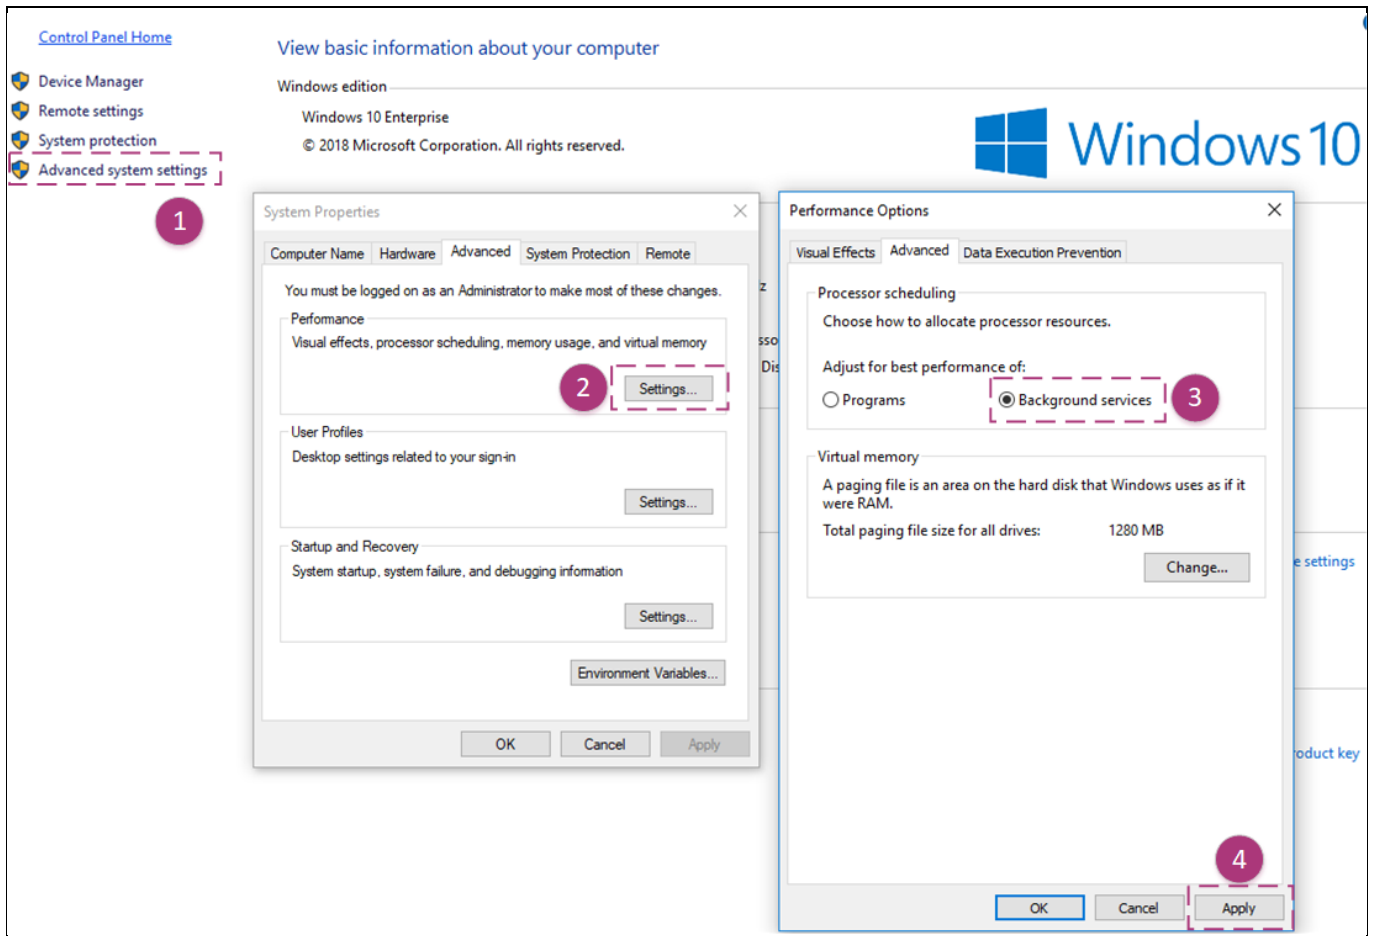 Control Panel Home
Device Manager
Remote settings
System protection
Advanced system settings
1
View basic information about your computer
Windows edition
Windows 10 Enterprise
© 2018 Microsoft Corporation. All rights reserved.
Windows 10
System Properties
Computer Name Hardware Advanced System Protection Remote
You must be logged on as an Administrator to make most of these changes.
Performance
Visual effects, processor scheduling, memory usage, and virtual memory
2 Settings...
User Profiles
Desktop settings related to your sign-in
Settings...
Startup and Recovery
System startup, system failure, and debugging information
Settings...
Environment Variables...
OK Cancel Apply
z
sso
Dis
Performance Options
Visual Effects Advanced Data Execution Prevention
Processor scheduling
Choose how to allocate processor resources.
Adjust for best performance of:
Programs Background services 3
Virtual memory
A paging file is an area on the hard disk that Windows uses as if it
were RAM.
Total paging file size for all drives: 1280 MB
Change...
4
OK Cancel Apply
e settings
roduct key